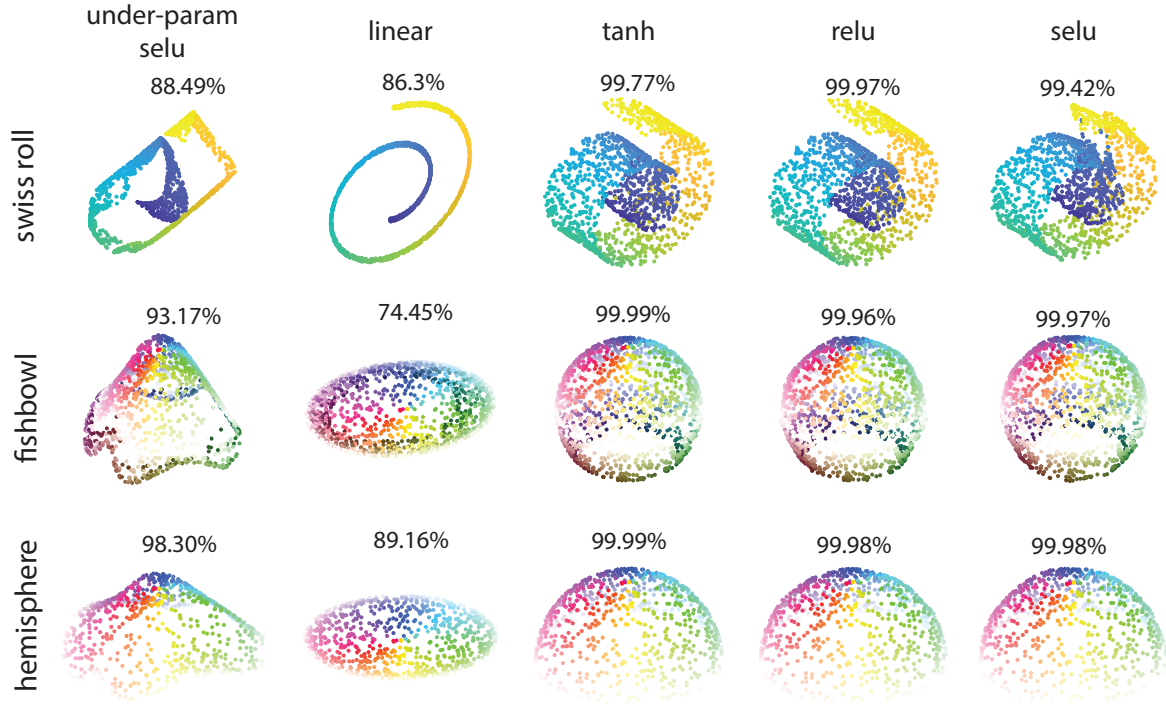 under-param
selu
linear
tanh
relu
selu
swiss roll
88.49%
86.3%
99.77%
99.97%
99.42%
fishbowl
93.17%
74.45%
99.99%
99.96%
99.97%
hemisphere
98.30%
89.16%
99.99%
99.98%
99.98%